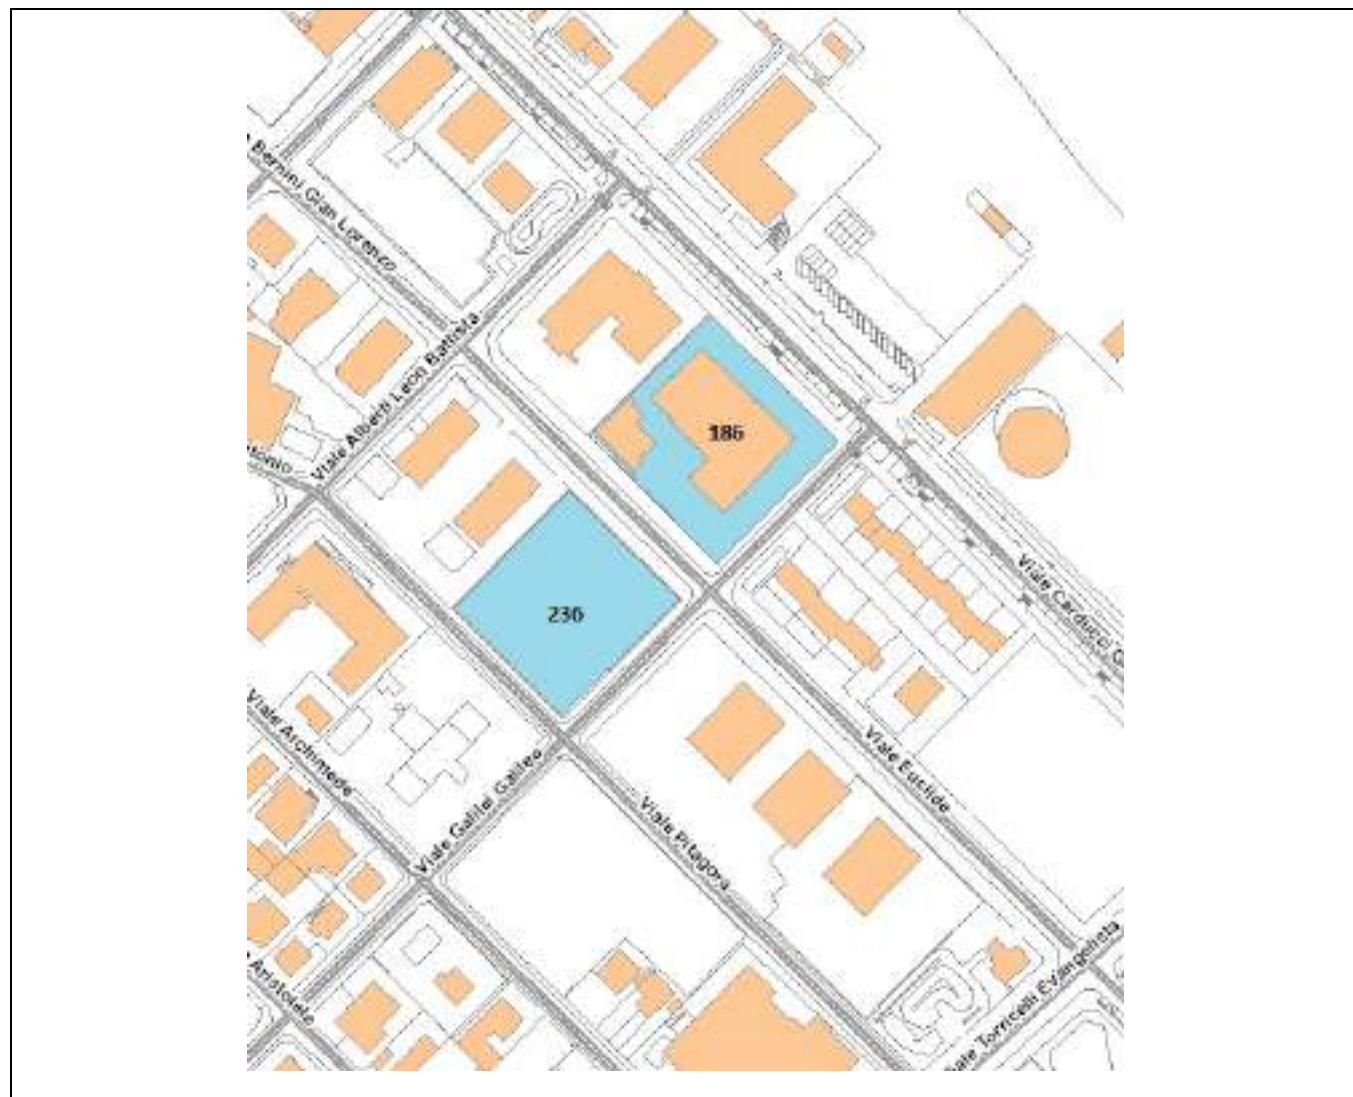 Bernini Gian Lorenzo
Viale Alberti Leon Battista
186
236
Viale Carducci G
Viale Archimede
Viale Galilei Galileo
Viale Euclide
Viale Pitagora
Aristotele
ale Torricelli Evangelista